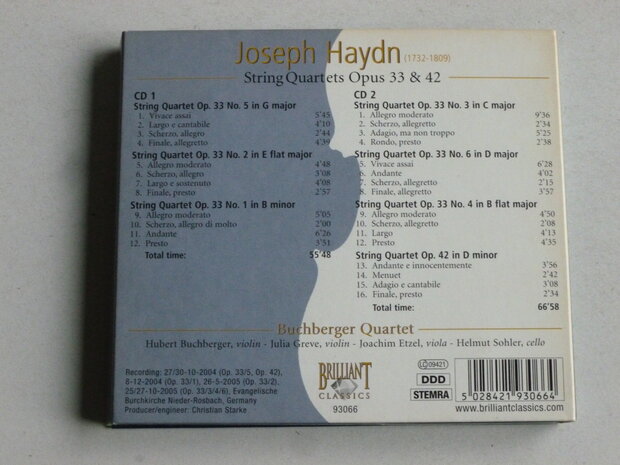 Joseph Haydn (1732-1809)
String Quartets Opus 33 & 42
CD 1
String Quartet Op. 33 No. 5 in G major
1. Vivace assai 5'45
2. Largo e cantabile 4'10
3. Scherzo, allegro 2'44
4. Finale, allegretto 4'39
String Quartet Op. 33 No. 2 in E flat major
5. Allegro moderato 4'48
6. Scherzo, allegro 3'08
7. Largo e sostenuto 4'08
8. Finale, presto 2'57
String Quartet Op. 33 No. 1 in B minor
9. Allegro moderato 5'05
10. Scherzo, allegro di molto 2'00
11. Andante 6'26
12. Presto 3'51
Total time: 55'48
CD 2
String Quartet Op. 33 No. 3 in C major
1. Allegro moderato 9'36
2. Scherzo, allegretto 2'34
3. Adagio, ma non troppo 5'25
4. Rondo, presto 2'38
String Quartet Op. 33 No. 6 in D major
5. Vivace assai 6'28
6. Andante 4'02
7. Scherzo, allegretto 2'15
8. Finale, allegretto 3'57
String Quartet Op. 33 No. 4 in B flat major
9. Allegro moderato 4'50
10. Scherzo, allegretto 2'08
11. Largo 4'13
12. Presto 4'35
String Quartet Op. 42 in D minor
13. Andante e innocentemente 3'56
14. Menuet 2'42
15. Adagio e cantabile 3'08
16. Finale, presto 2'34
Total time: 66'58
Buchberger Quartet
Hubert Buchberger, violin - Julia Greve, violin - Joachim Etzel, viola - Helmut Sohler, cello
Recording: 27/30-10-2004 (Op. 33/5, Op. 42),
8-12-2004 (Op. 33/1), 26-5-2005 (Op. 33/2),
25/27-10-2005 (Op. 33/3/4/6), Evangelische
Burchkirche Nieder-Rosbach, Germany
Producer/engineer: Christian Starke
BRILLIANT
CLASSICS
93066
LC 09421
DDD
STEMRA
5 028421 930664
www.brilliantclassics.com